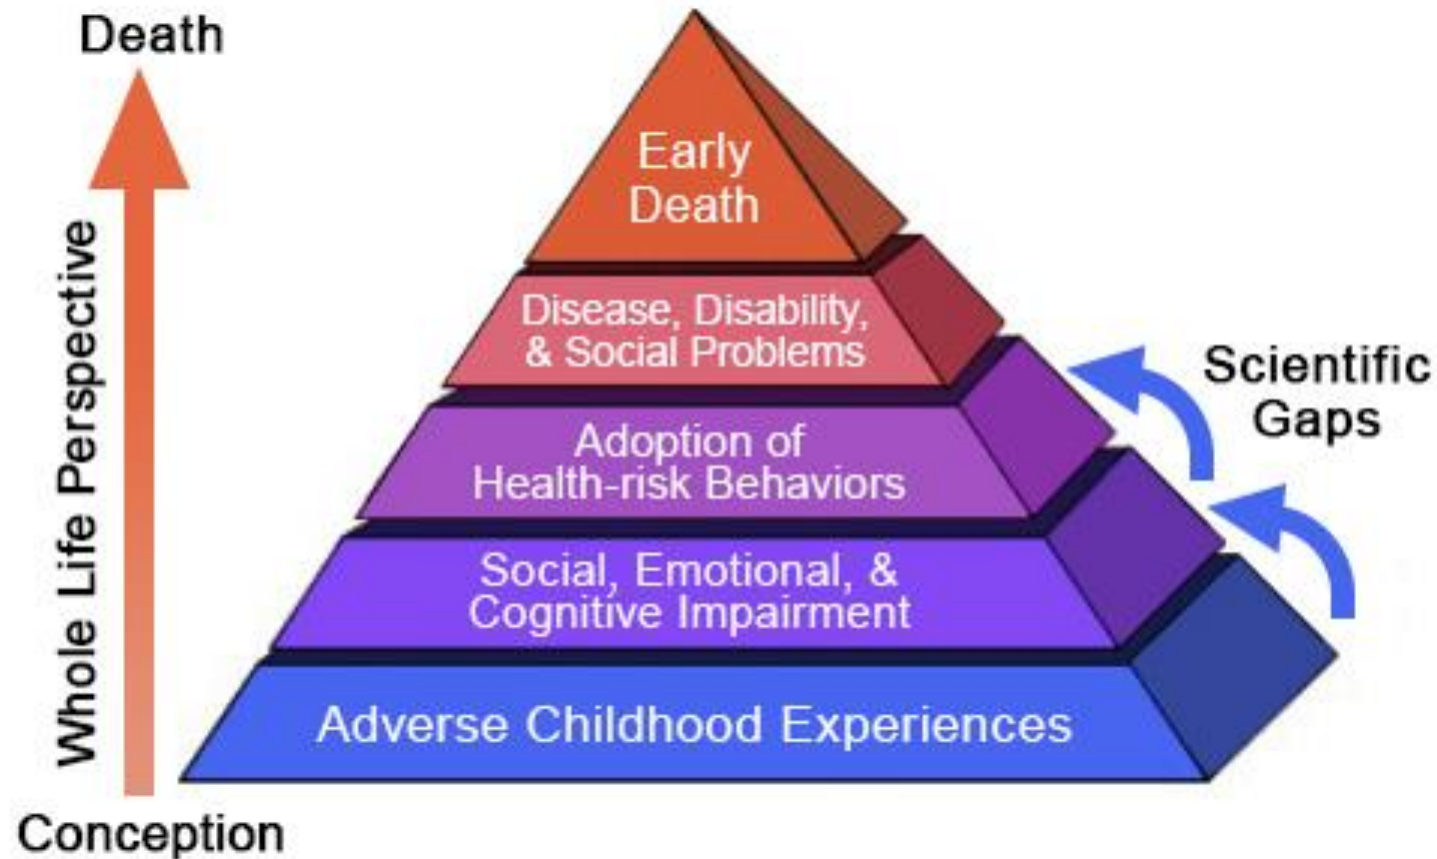 Death
Whole Life Perspective
Conception
Early
Death
Disease, Disability,
& Social Problems
Adoption of
Health-risk Behaviors
Social, Emotional, &
Cognitive Impairment
Adverse Childhood Experiences
Scientific
Gaps